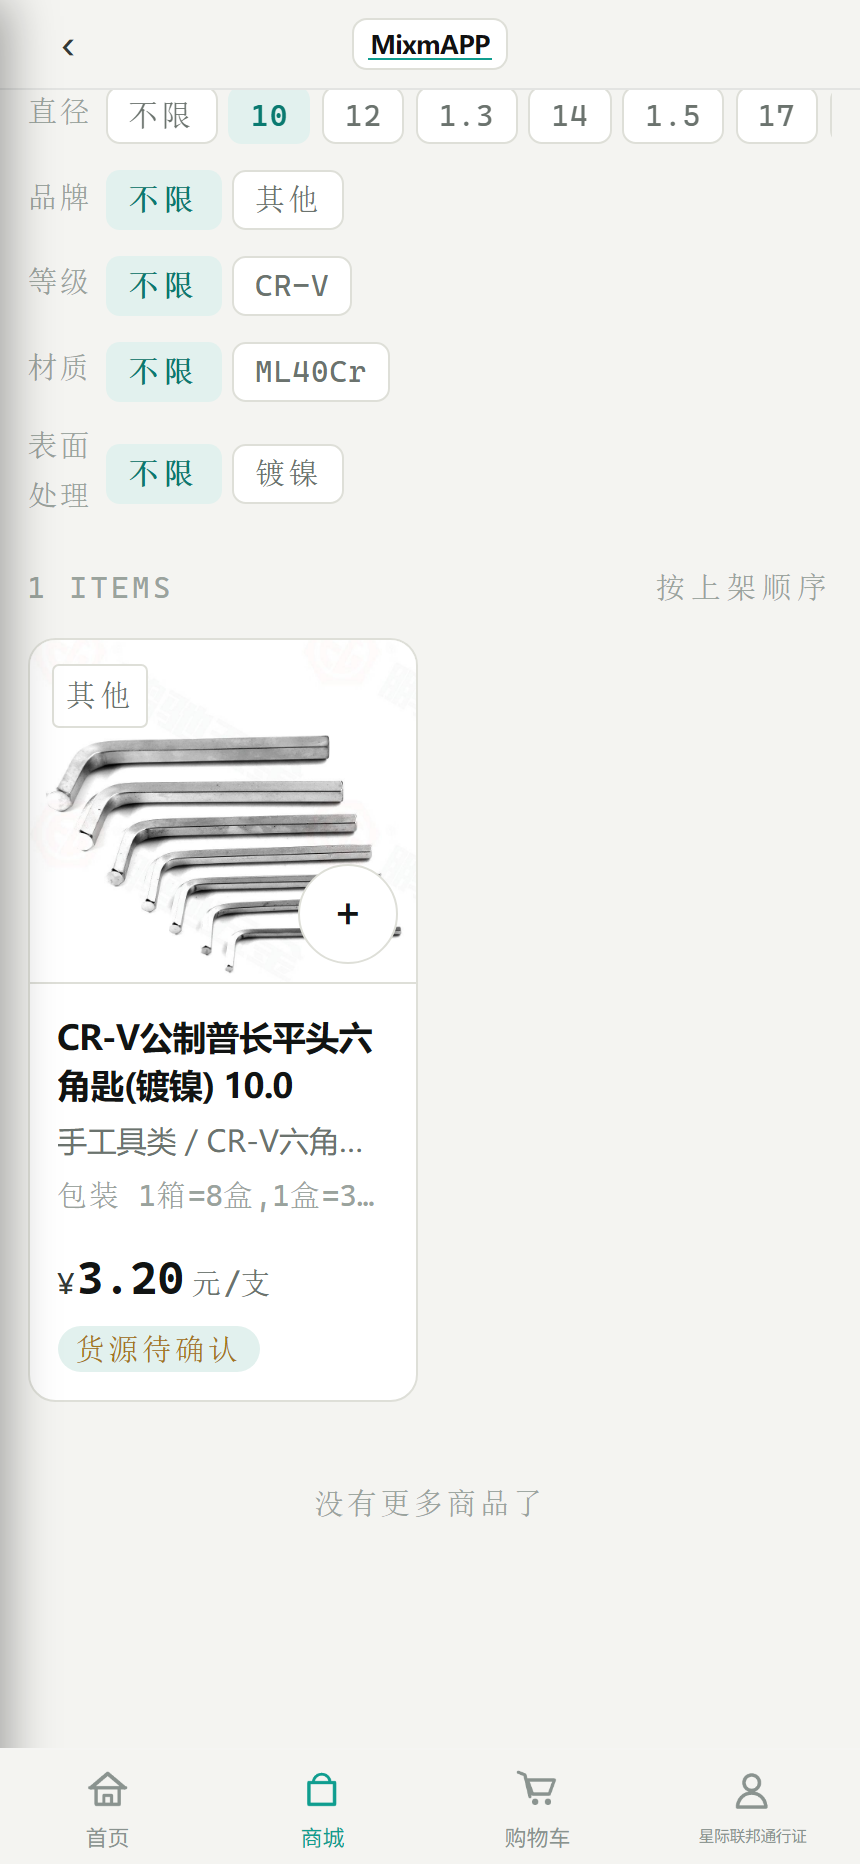 ‹
MixmAPP
直径 不限 10 12 1.3 14 1.5 17
品牌 不限 其他
等级 不限 CR-V
材质 不限 ML40Cr
表面
处理 不限 镀镍
1 ITEMS 按上架顺序
其他
+
CR-V公制普长平头六
角匙(镀镍) 10.0
手工具类 / CR-V六角...
包装 1箱=8盒,1盒=3…
¥3.20 元/支
货源待确认
没有更多商品了
首页 商城 购物车 星际联邦通行证